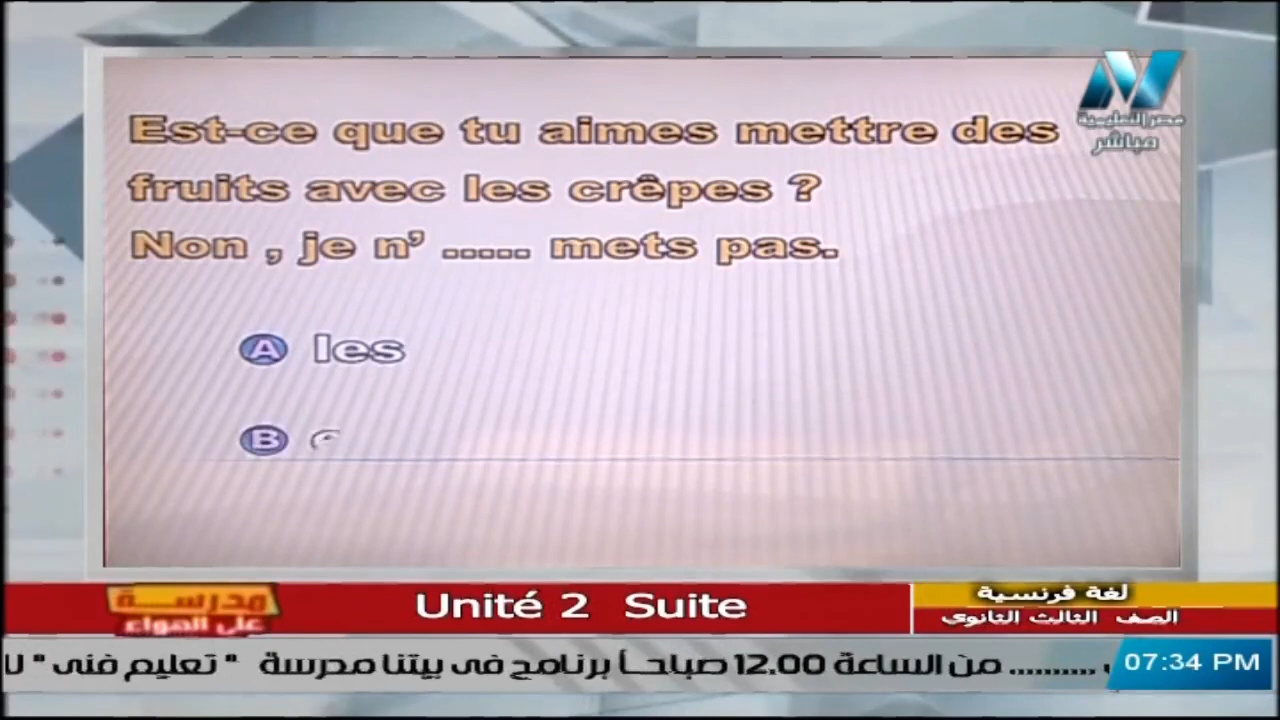 Est-ce que tu aimes mettre des
fruits avec les crêpes ?
Non , je n' ..... mets pas.
A les
B
مصر التعليمية
مباشر
مدرســـة
على الهواء
Unité 2 Suite
لغة فرنسية
الصف الثالث الثانوى
.......... من الساعة 12.00 صباحــاً برنامج فى بيتنا مدرسة " تعليم فنى "
07:34 PM